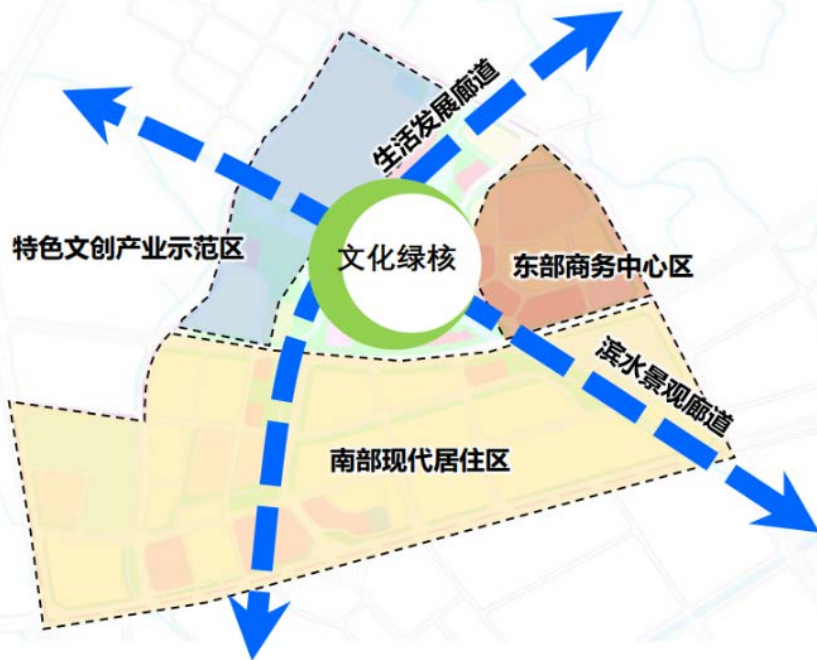 生活发展廊道
特色文创产业示范区
文化绿核
东部商务中心区
滨水景观廊道
南部现代居住区